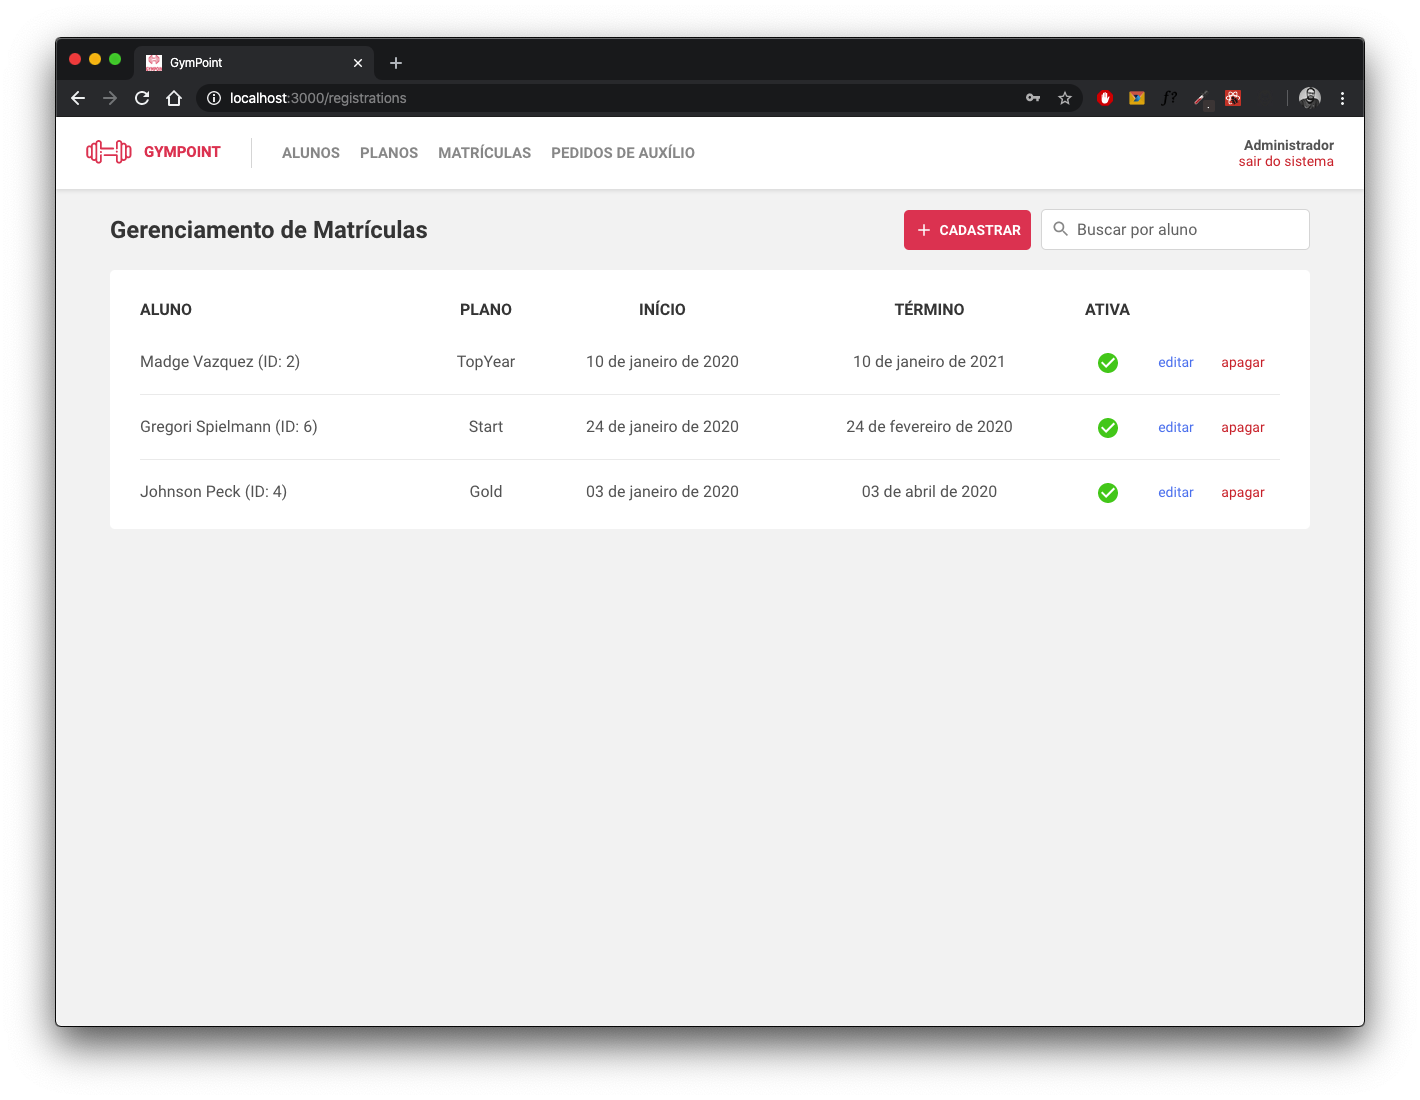 GymPoint
localhost:3000/registrations
f?
GYMPOINT
ALUNOS PLANOS MATRÍCULAS PEDIDOS DE AUXÍLIO
Administrador
sair do sistema
Gerenciamento de Matrículas
CADASTRAR
Buscar por aluno
ALUNO PLANO INÍCIO TÉRMINO ATIVA
Madge Vazquez (ID: 2) TopYear 10 de janeiro de 2020 10 de janeiro de 2021 editar apagar
Gregori Spielmann (ID: 6) Start 24 de janeiro de 2020 24 de fevereiro de 2020 editar apagar
Johnson Peck (ID: 4) Gold 03 de janeiro de 2020 03 de abril de 2020 editar apagar